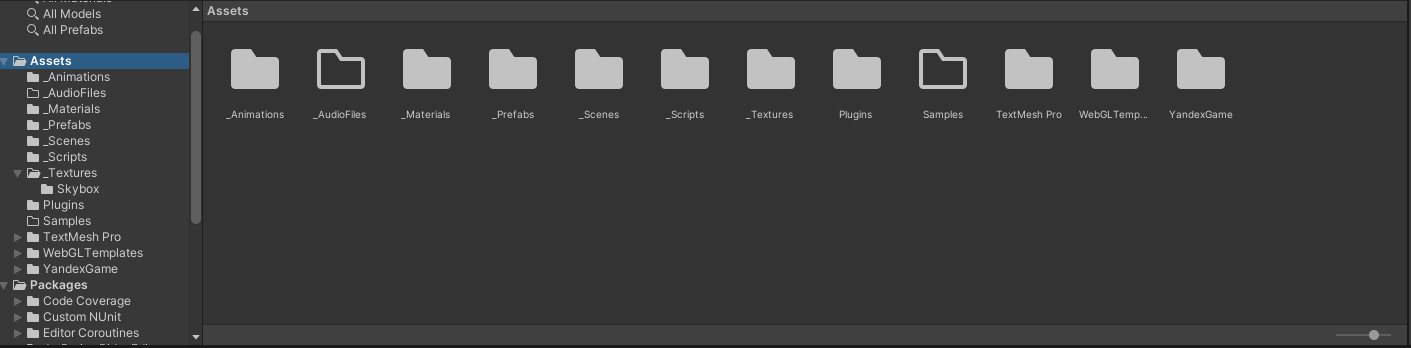 All Models
All Prefabs
Assets
_Animations
_AudioFiles
_Materials
_Prefabs
_Scenes
_Scripts
_Textures
Skybox
Plugins
Samples
TextMesh Pro
WebGLTemplates
YandexGame
Packages
Code Coverage
Custom NUnit
Editor Coroutines
Assets
_Animations
_AudioFiles
_Materials
_Prefabs
_Scenes
_Scripts
_Textures
Plugins
Samples
TextMesh Pro
WebGLTemp...
YandexGame